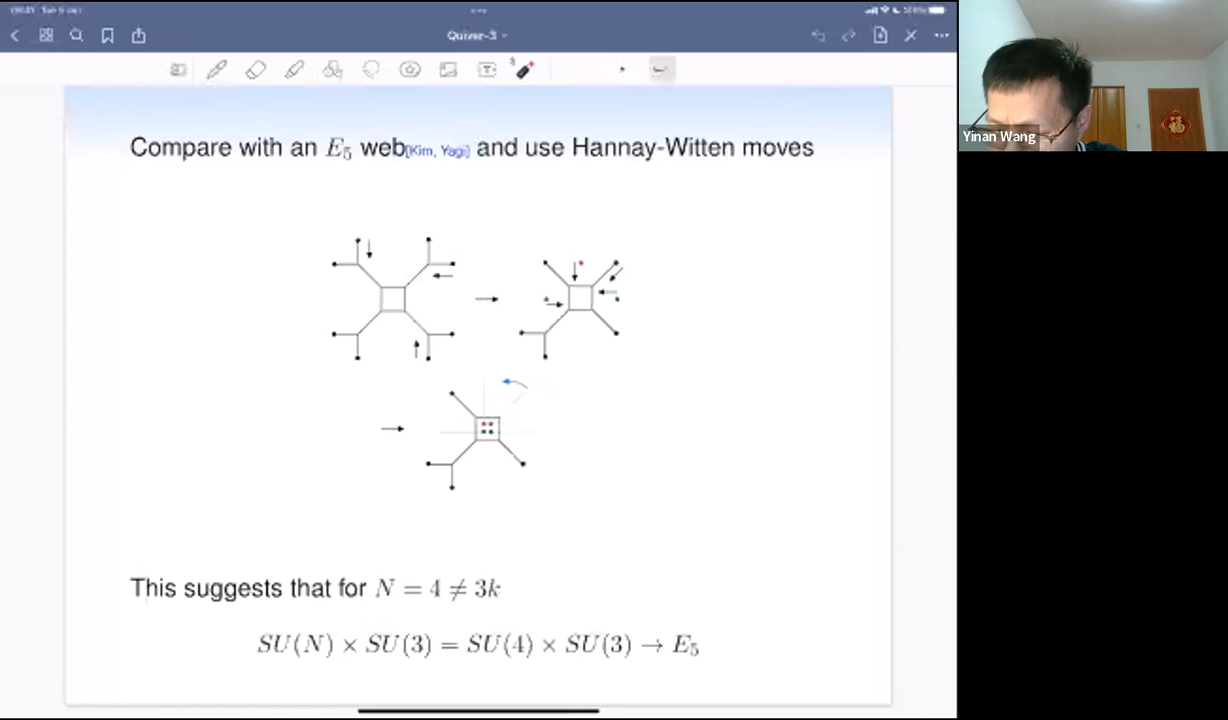 Quiver-3
Compare with an E₅ web[Kim, Yagi] and use Hannay-Witten moves
This suggests that for N = 4 ≠ 3k
SU(N) × SU(3) = SU(4) × SU(3) → E₅
Yinan Wang
福